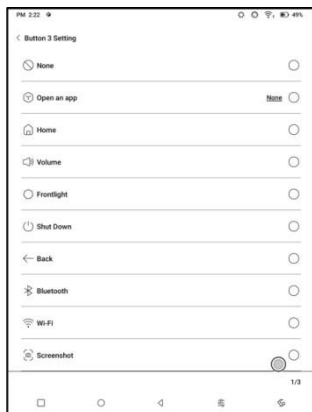 PM 2:22 49%
Button 3 Setting
None
Open an app None
Home
Volume
Frontlight
Shut Down
Back
Bluetooth
Wi-Fi
Screenshot
1/3